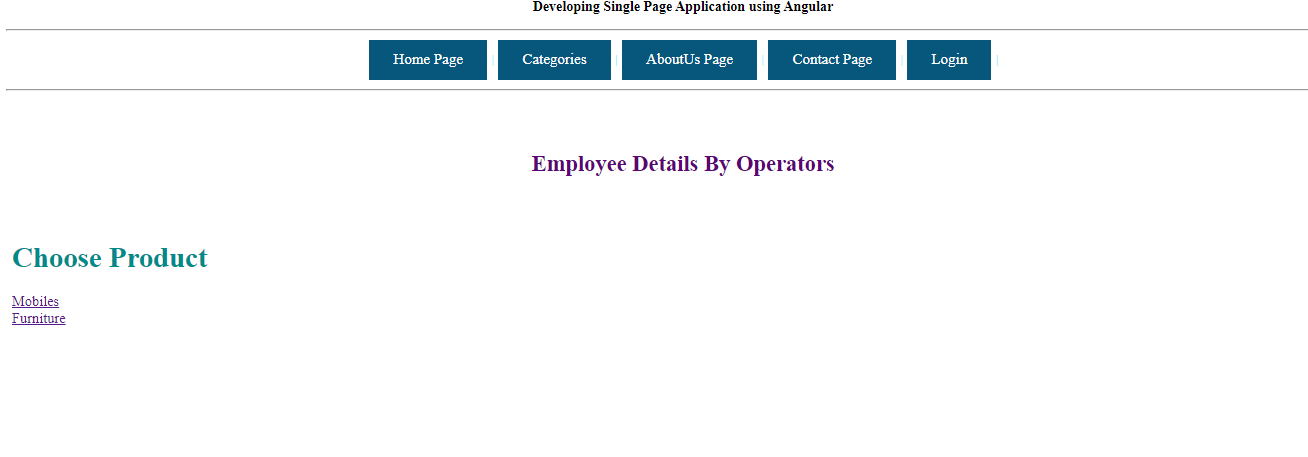 Developing Single Page Application using Angular
Home Page | Categories | AboutUs Page | Contact Page | Login |
Employee Details By Operators
Choose Product
Mobiles
Furniture